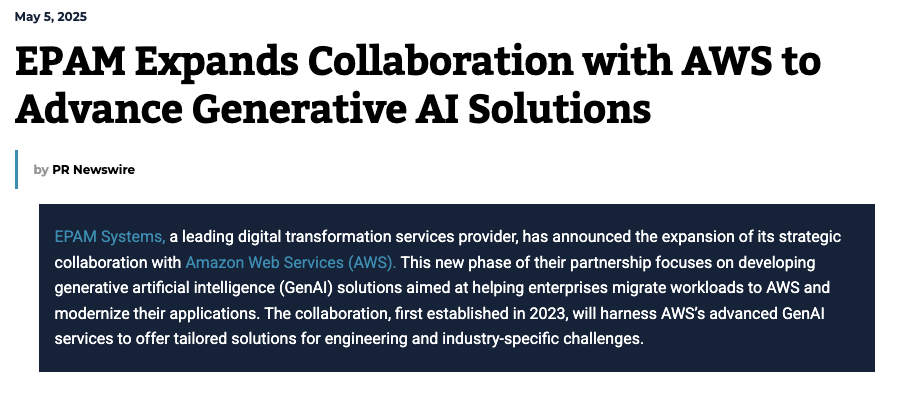 May 5, 2025
EPAM Expands Collaboration with AWS to
Advance Generative AI Solutions
by PR Newswire
EPAM Systems, a leading digital transformation services provider, has announced the expansion of its strategic
collaboration with Amazon Web Services (AWS). This new phase of their partnership focuses on developing
generative artificial intelligence (GenAI) solutions aimed at helping enterprises migrate workloads to AWS and
modernize their applications. The collaboration, first established in 2023, will harness AWS’s advanced GenAI
services to offer tailored solutions for engineering and industry-specific challenges.